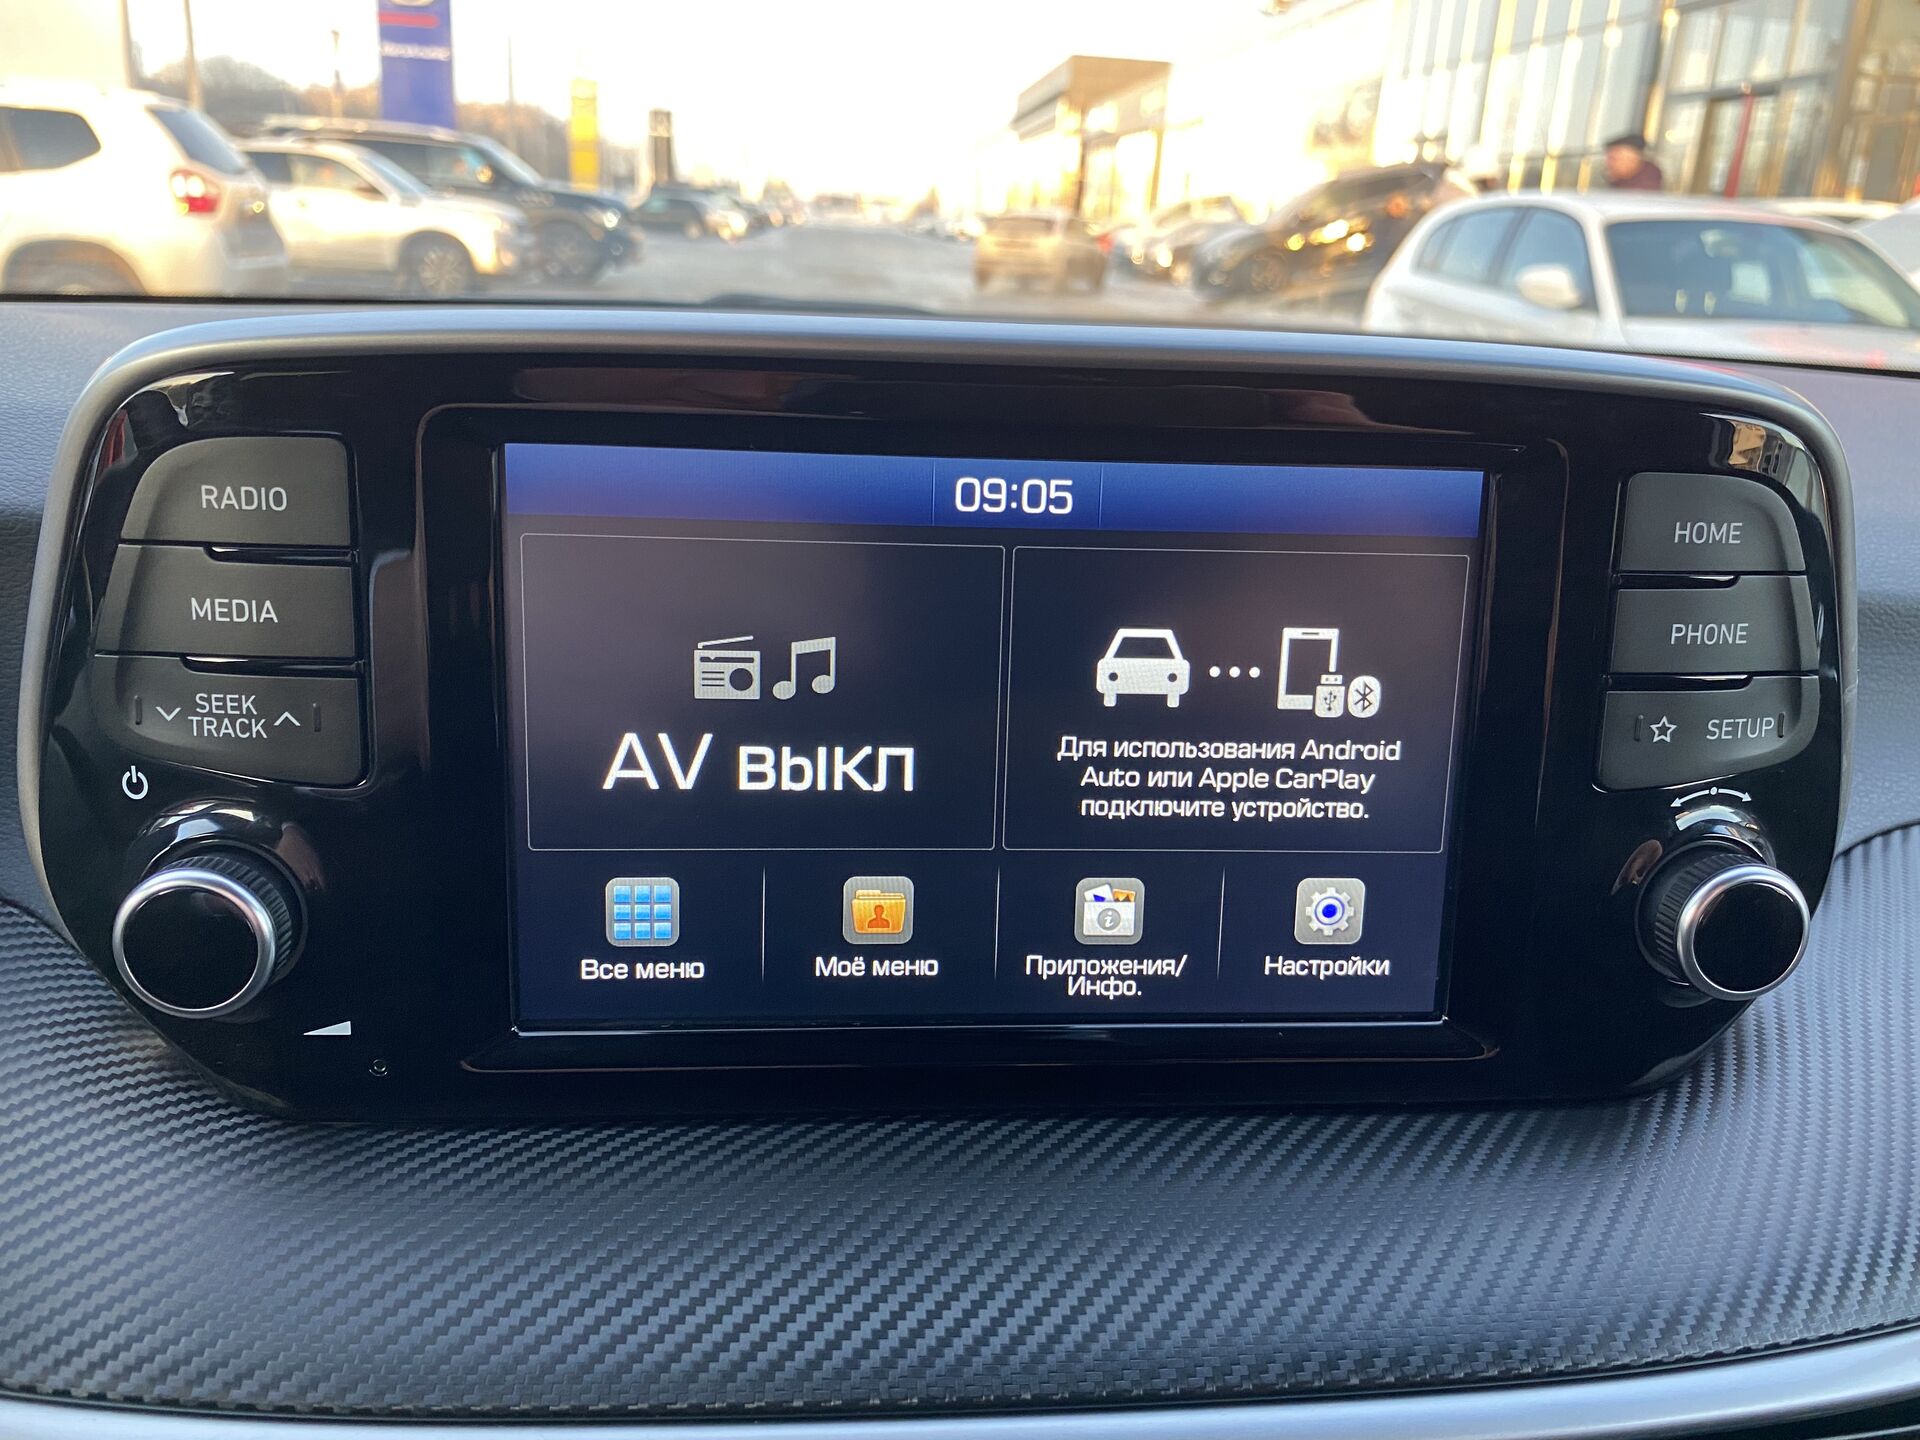 RADIO
MEDIA
SEEK
TRACK
09:05
AV выкл
Для использования Android
Auto или Apple CarPlay
подключите устройство.
Все меню
Моё меню
Приложения/
Инфо.
Настройки
HOME
PHONE
SETUP